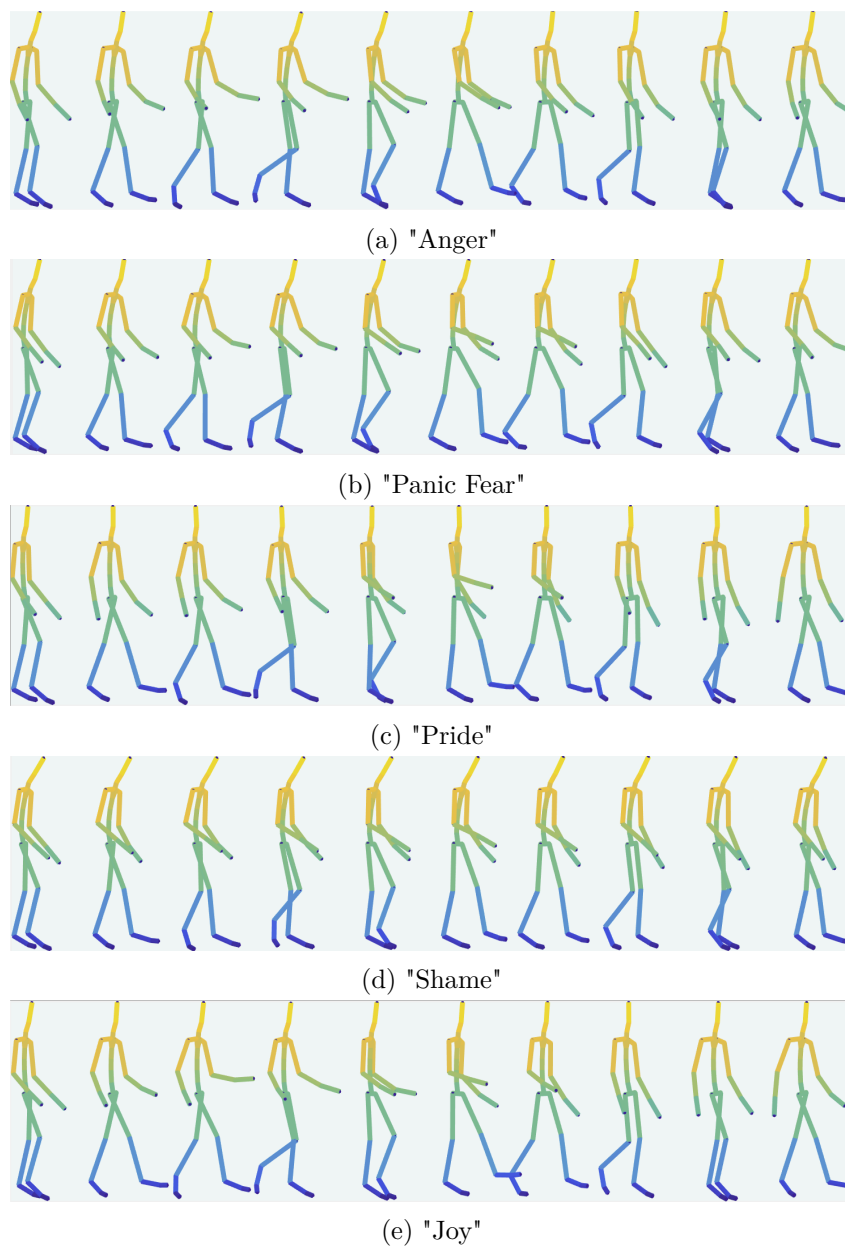 (a) "Anger"
(b) "Panic Fear"
(c) "Pride"
(d) "Shame"
(e) "Joy"